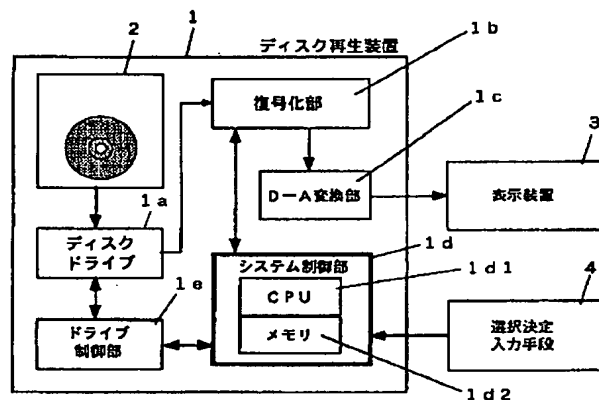 1
ディスク再生装置
2
1b
復号化部
1c
3
D－A変換部
表示装置
1a
ディスク
ドライブ
1d
システム制御部
1d1
CPU
4
1e
メモリ
選択決定
入力手段
ドライブ
制御部
1d2